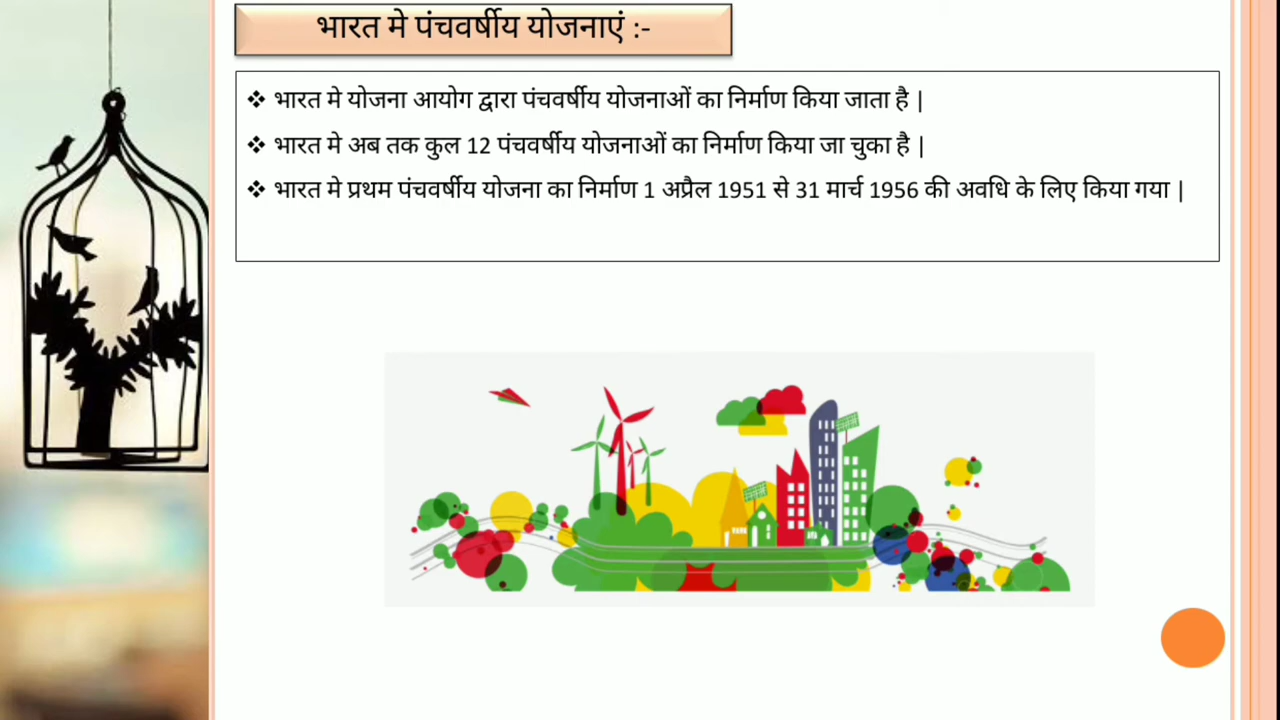 भारत मे पंचवर्षीय योजनाएं :-
❖ भारत मे योजना आयोग द्वारा पंचवर्षीय योजनाओं का निर्माण किया जाता है |
❖ भारत मे अब तक कुल 12 पंचवर्षीय योजनाओं का निर्माण किया जा चुका है |
❖ भारत मे प्रथम पंचवर्षीय योजना का निर्माण 1 अप्रैल 1951 से 31 मार्च 1956 की अवधि के लिए किया गया |